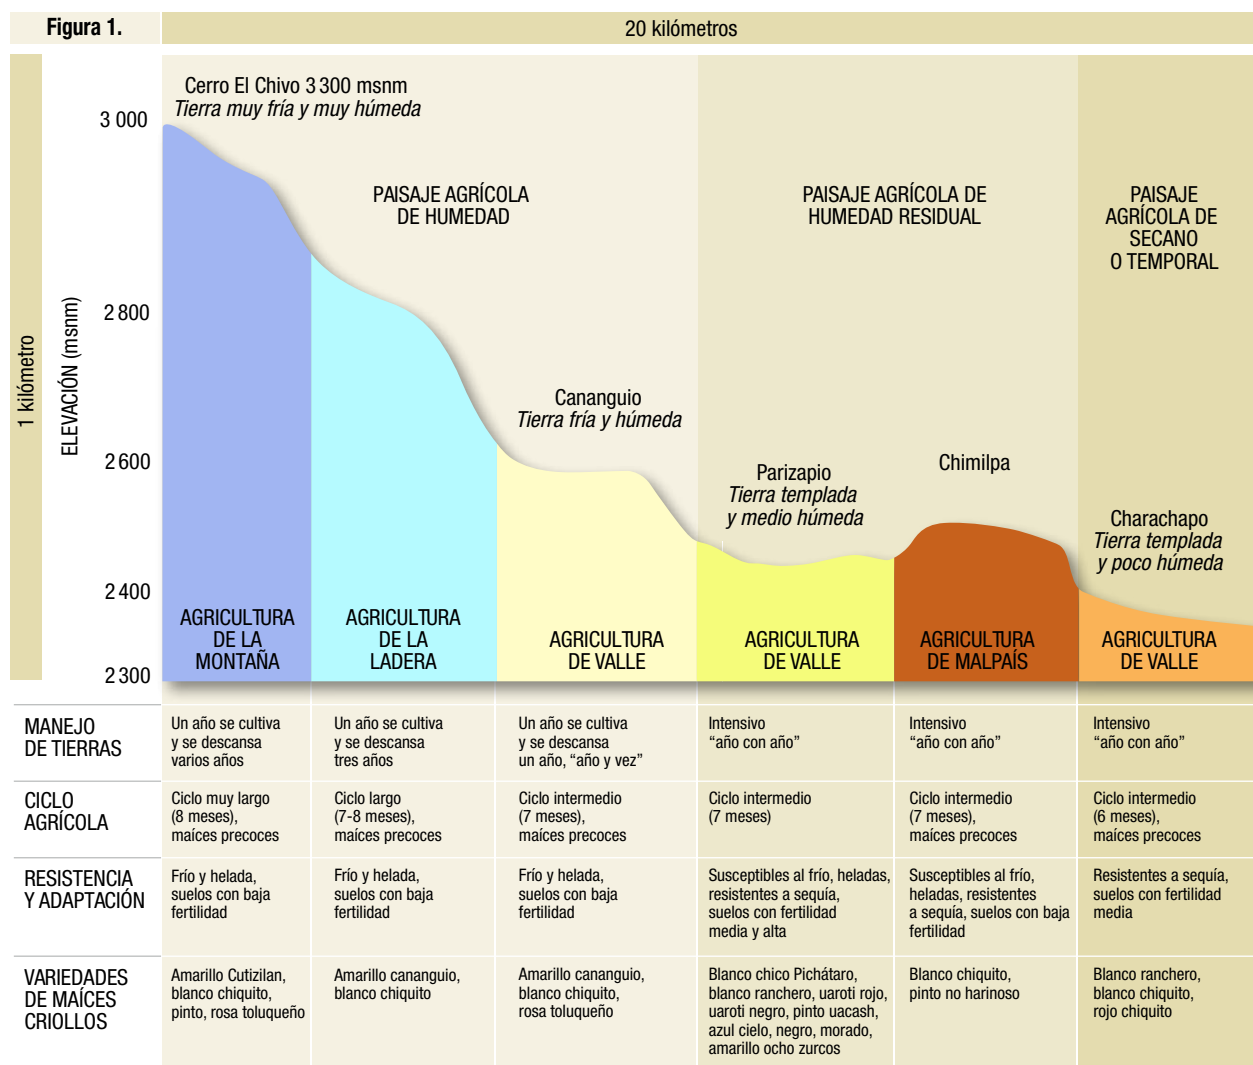 Figura 1.
20 kilómetros
1 kilómetro
ELEVACIÓN (msnm)
3 000
2 800
2 600
2 400
2 300
Cerro El Chivo 3 300 msnm
Tierra muy fría y muy húmeda
PAISAJE AGRÍCOLA
DE HUMEDAD
PAISAJE AGRÍCOLA DE
HUMEDAD RESIDUAL
PAISAJE
AGRÍCOLA DE
SECANO
O TEMPORAL
Cananguio
Tierra fría y húmeda
Parizapio
Tierra templada
y medio húmeda
Chimilpa
Charachapo
Tierra templada
y poco húmeda
AGRICULTURA
DE LA
MONTAÑA
AGRICULTURA
DE LA
LADERA
AGRICULTURA
DE VALLE
AGRICULTURA
DE VALLE
AGRICULTURA
DE MALPAÍS
AGRICULTURA
DE VALLE
MANEJO
DE TIERRAS
Un año se cultiva
y se descansa
varios años
Un año se cultiva
y se descansa
tres años
Un año se cultiva
y se descansa
un año, “año y vez”
Intensivo
“año con año”
Intensivo
“año con año”
Intensivo
“año con año”
CICLO
AGRÍCOLA
Ciclo muy largo
(8 meses),
maíces precoces
Ciclo largo
(7-8 meses),
maíces precoces
Ciclo intermedio
(7 meses),
maíces precoces
Ciclo intermedio
(7 meses)
Ciclo intermedio
(7 meses),
maíces precoces
Ciclo intermedio
(6 meses),
maíces precoces
RESISTENCIA
Y ADAPTACIÓN
Frío y helada,
suelos con baja
fertilidad
Frío y helada,
suelos con baja
fertilidad
Frío y helada,
suelos con baja
fertilidad
Susceptibles al frío, heladas,
resistentes a sequía,
suelos con fertilidad
media y alta
Susceptibles al frío,
heladas, resistentes
a sequía, suelos con baja
fertilidad
Resistentes a sequía,
suelos con fertilidad
media
VARIEDADES
DE MAÍCES
CRIOLLOS
Amarillo Cutizilan,
blanco chiquito,
pinto, rosa toluqueño
Amarillo cananguio,
blanco chiquito
Amarillo cananguio,
blanco chiquito,
rosa toluqueño
Blanco chico Pichátaro,
blanco ranchero, uaroti rojo,
uaroti negro, pinto uacash,
azul cielo, negro, morado,
amarillo ocho zurcos
Blanco chiquito,
pinto no harinoso
Blanco ranchero,
blanco chiquito,
rojo chiquito